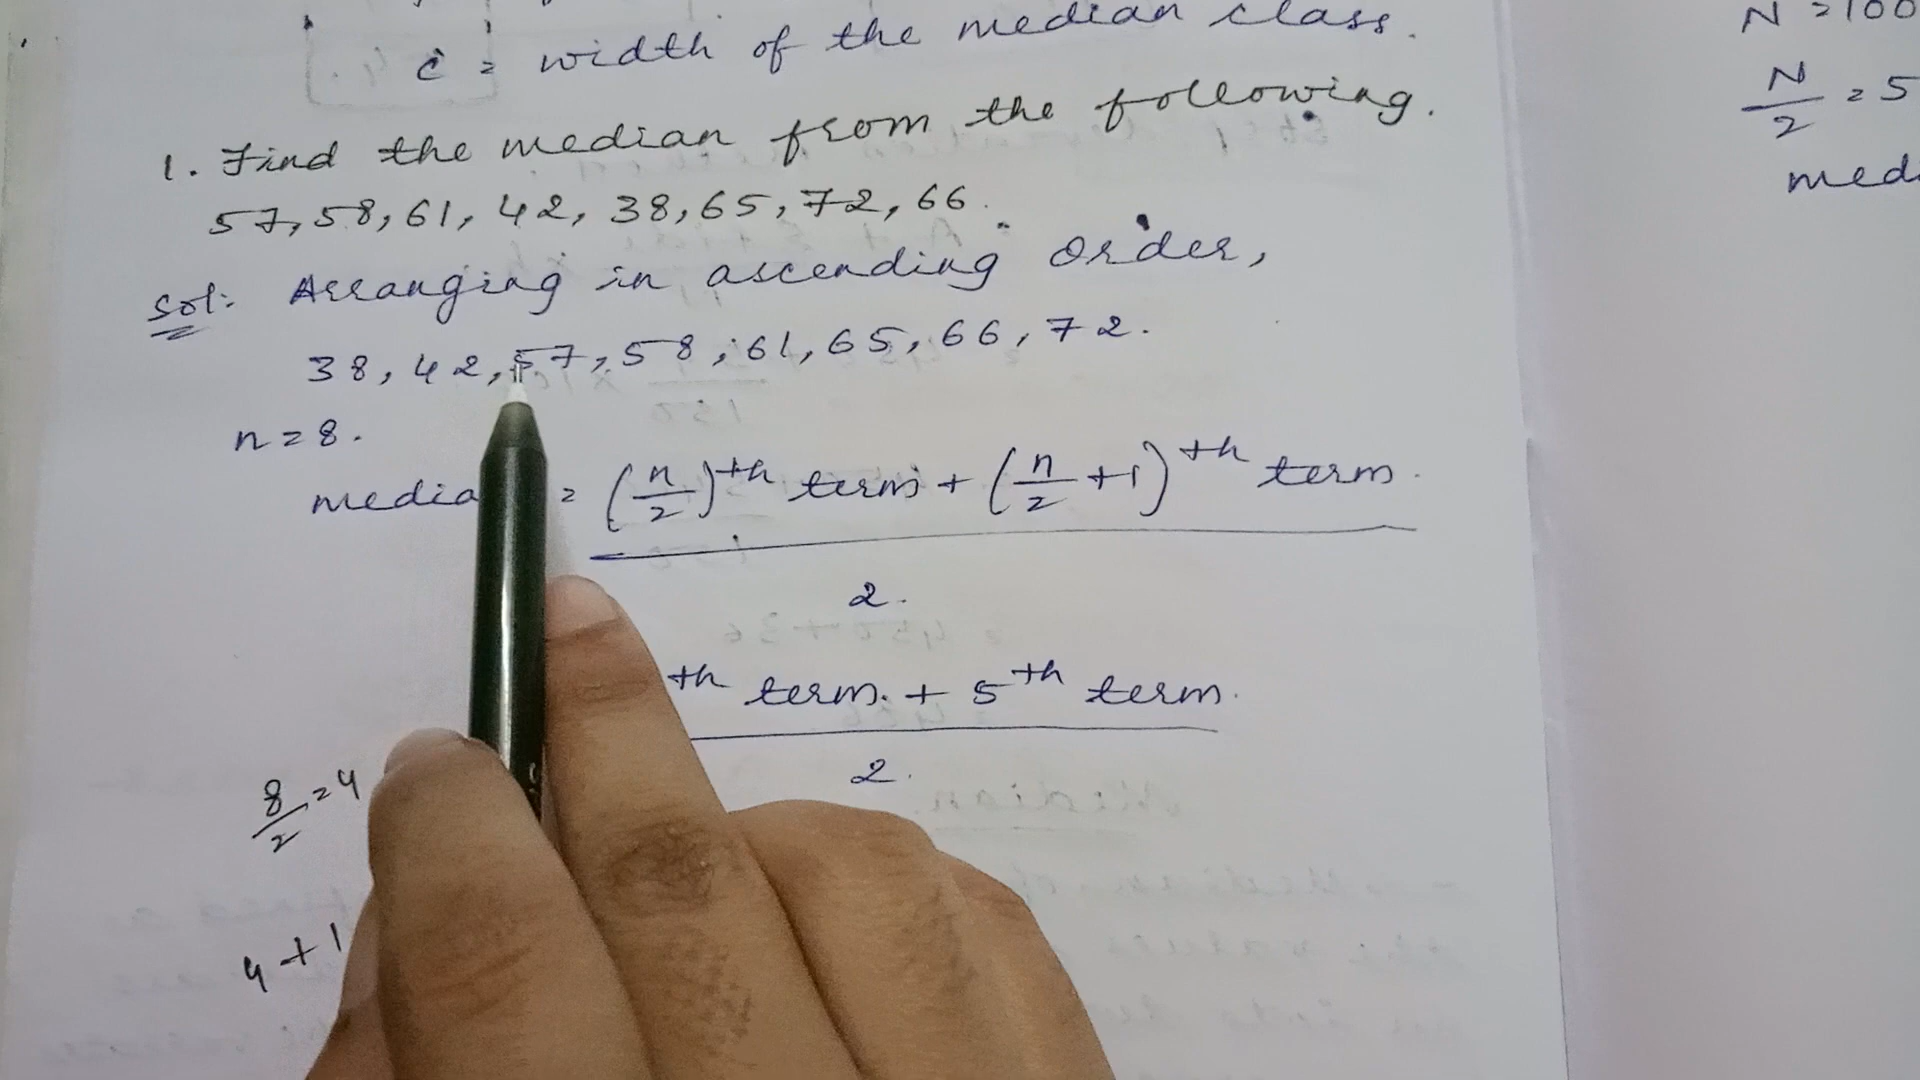 c = width of the median class.
1. Find the median from the following.
57, 58, 61, 42, 38, 65, 72, 66.
Sol: Arranging in ascending order,
38, 42, 57, 58, 61, 65, 66, 72.
n = 8.
media = (n/2)th term + (n/2 + 1)th term.
2.
th term. + 5th term.
2.
8/2 = 4
4 + 1
N = 100
N/2 = 5
med